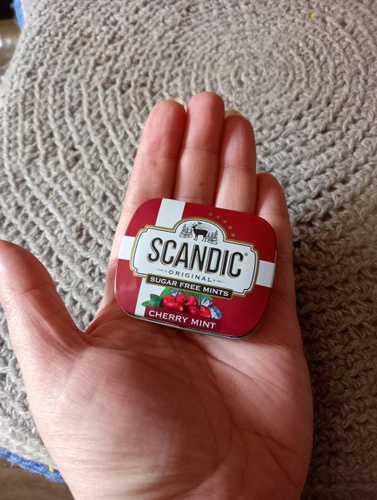 SCANDIC®
ORIGINAL
SUGAR FREE MINTS
CHERRY MINT